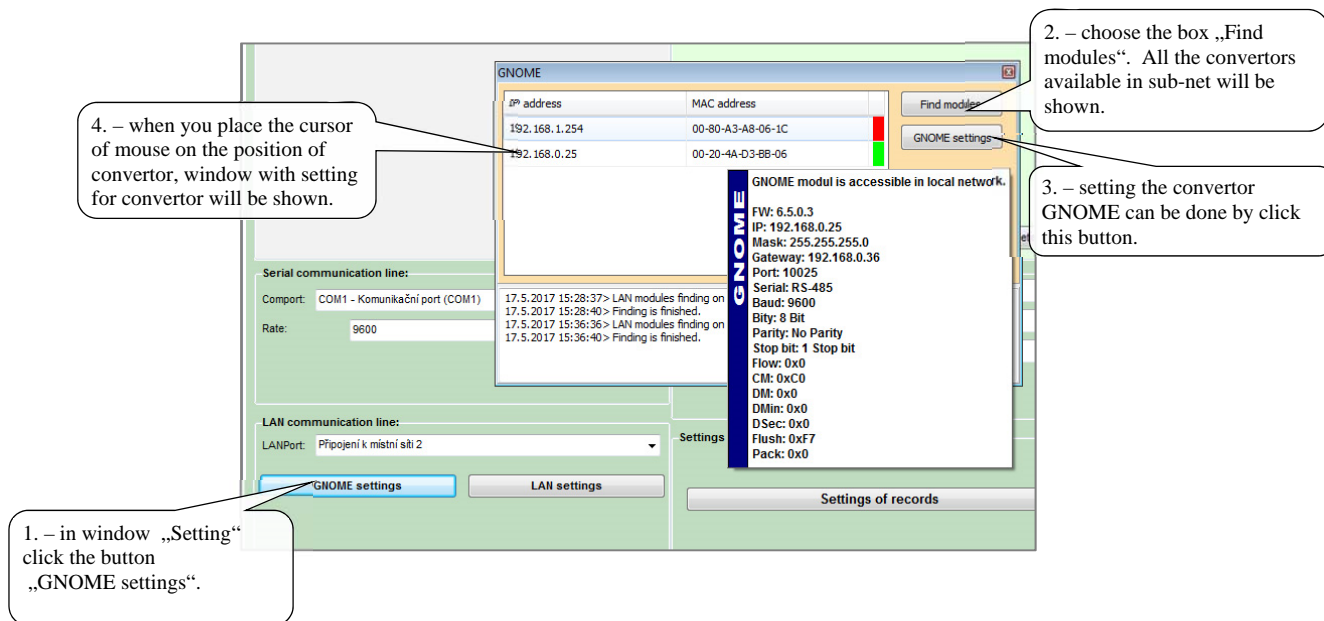 2. – choose the box „Find
modules“. All the convertors
available in sub-net will be
shown.
GNOME
IP address MAC address
192.168.1.254 00-80-A3-A8-06-1C
192.168.0.25 00-20-4A-D3-BB-06
Find modules
GNOME settings
4. – when you place the cursor
of mouse on the position of
convertor, window with setting
for convertor will be shown.
3. – setting the convertor
GNOME can be done by click
this button.
GNOME
GNOME modul is accessible in local network.
FW: 6.5.0.3
IP: 192.168.0.25
Mask: 255.255.255.0
Gateway: 192.168.0.36
Port: 10025
Serial: RS-485
Baud: 9600
Bity: 8 Bit
Parity: No Parity
Stop bit: 1 Stop bit
Flow: 0x0
CM: 0xC0
DM: 0x0
DMin: 0x0
DSec: 0x0
Flush: 0xF7
Pack: 0x0
Serial communication line:
Comport: COM1 - Komunikační port (COM1)
Rate: 9600
17.5.2017 15:28:37> LAN modules finding on
17.5.2017 15:28:40> Finding is finished.
17.5.2017 15:36:36> LAN modules finding on
17.5.2017 15:36:40> Finding is finished.
LAN communication line:
LANPort: Připojení k místní síti 2
GNOME settings LAN settings
Settings
Settings of records
1. – in window „Setting“
click the button
„GNOME settings“.